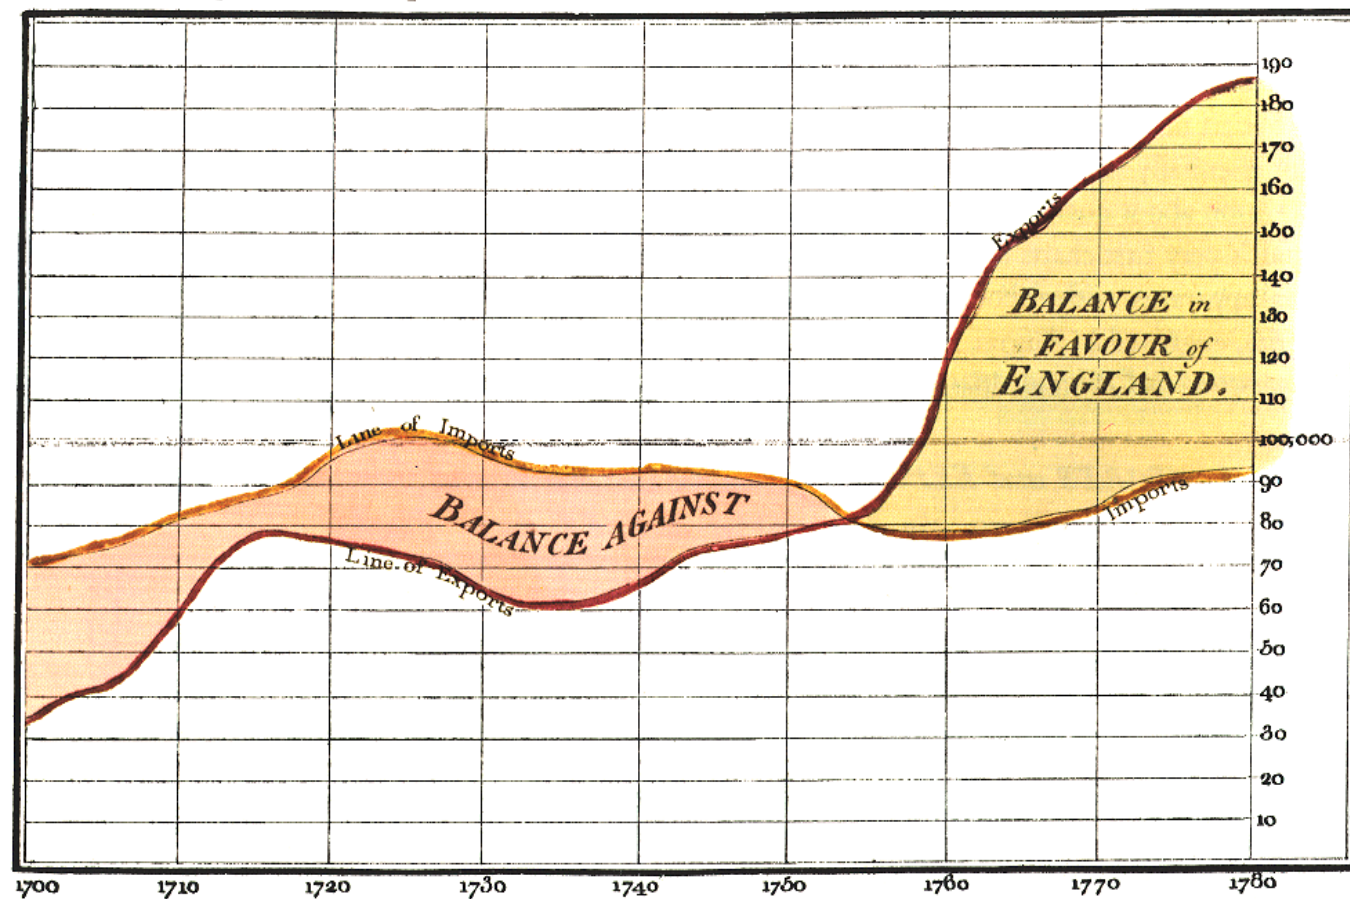 190
180
170
160
Exports
150
140
BALANCE in
130
FAVOUR of
120
ENGLAND.
110
Line of Imports
100,000
90
Imports
BALANCE AGAINST
80
Line of Exports
70
60
50
40
30
20
10
1700 1710 1720 1730 1740 1750 1760 1770 1780